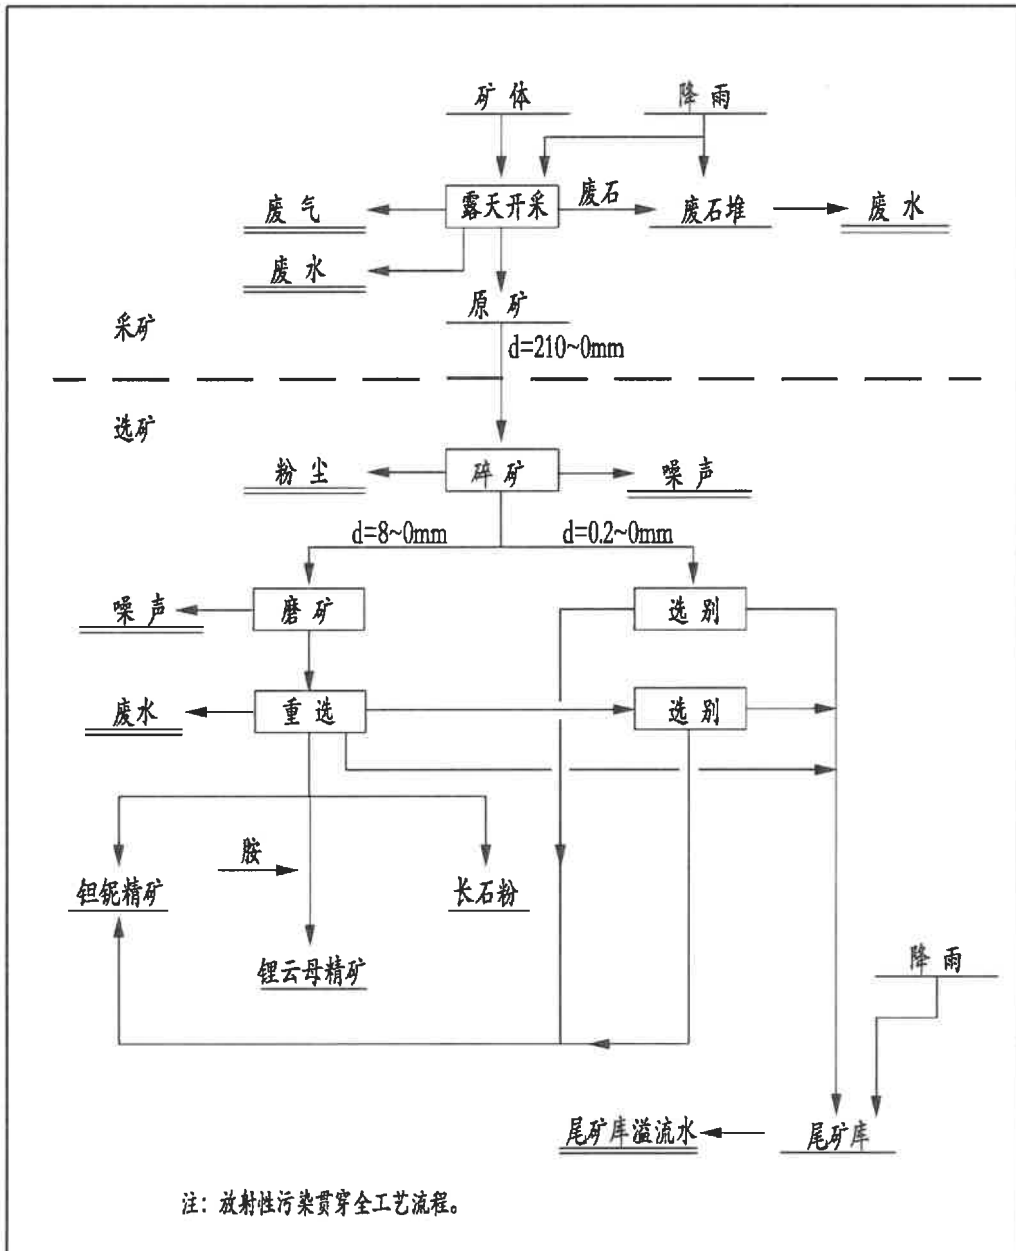 矿体
降雨
废气
露天开采
废石
废石堆
废水
废水
原矿
采矿
d=210~0mm
选矿
粉尘
碎矿
噪声
d=8~0mm
d=0.2~0mm
噪声
磨矿
选别
废水
重选
选别
胺
钽铌精矿
长石粉
锂云母精矿
降雨
尾矿库溢流水
尾矿库
注：放射性污染贯穿全工艺流程。